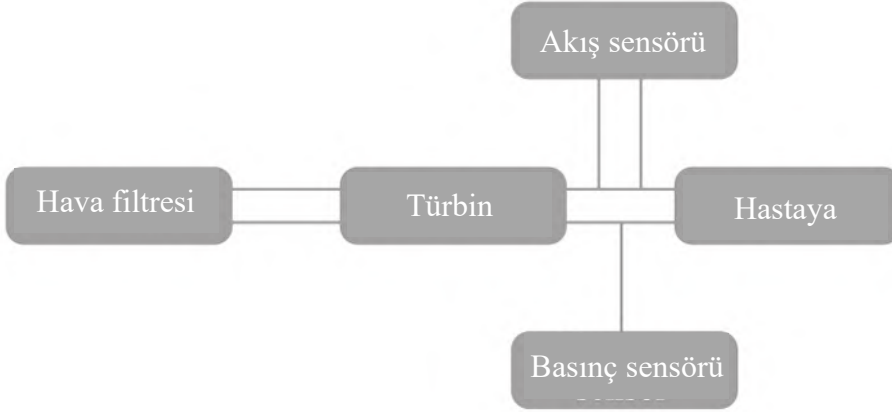 Akış sensörü
Hava filtresi
Türbin
Hastaya
Basınç sensörü